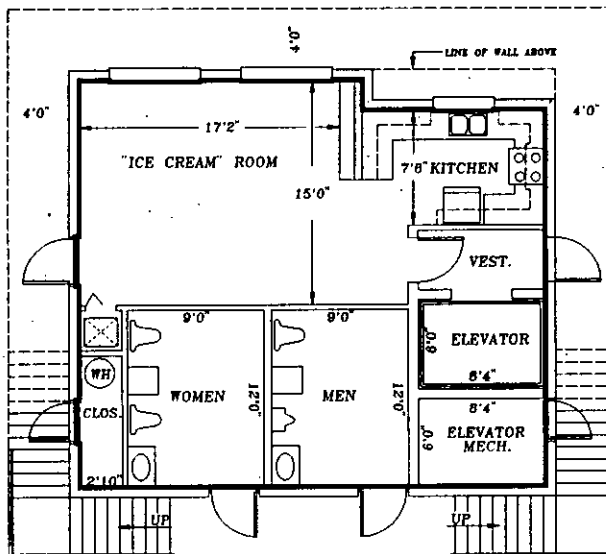 4'0"
LINE OF WALL ABOVE
4'0"
4'0"
17'2"
"ICE CREAM" ROOM
15'0"
7'6" KITCHEN
VEST.
9'0"
9'0"
ELEVATOR
6'0"
8'4"
WH
CLOS.
WOMEN
12'0"
MEN
12'0"
8'4"
ELEVATOR
MECH.
6'0"
2'10"
UP
UP